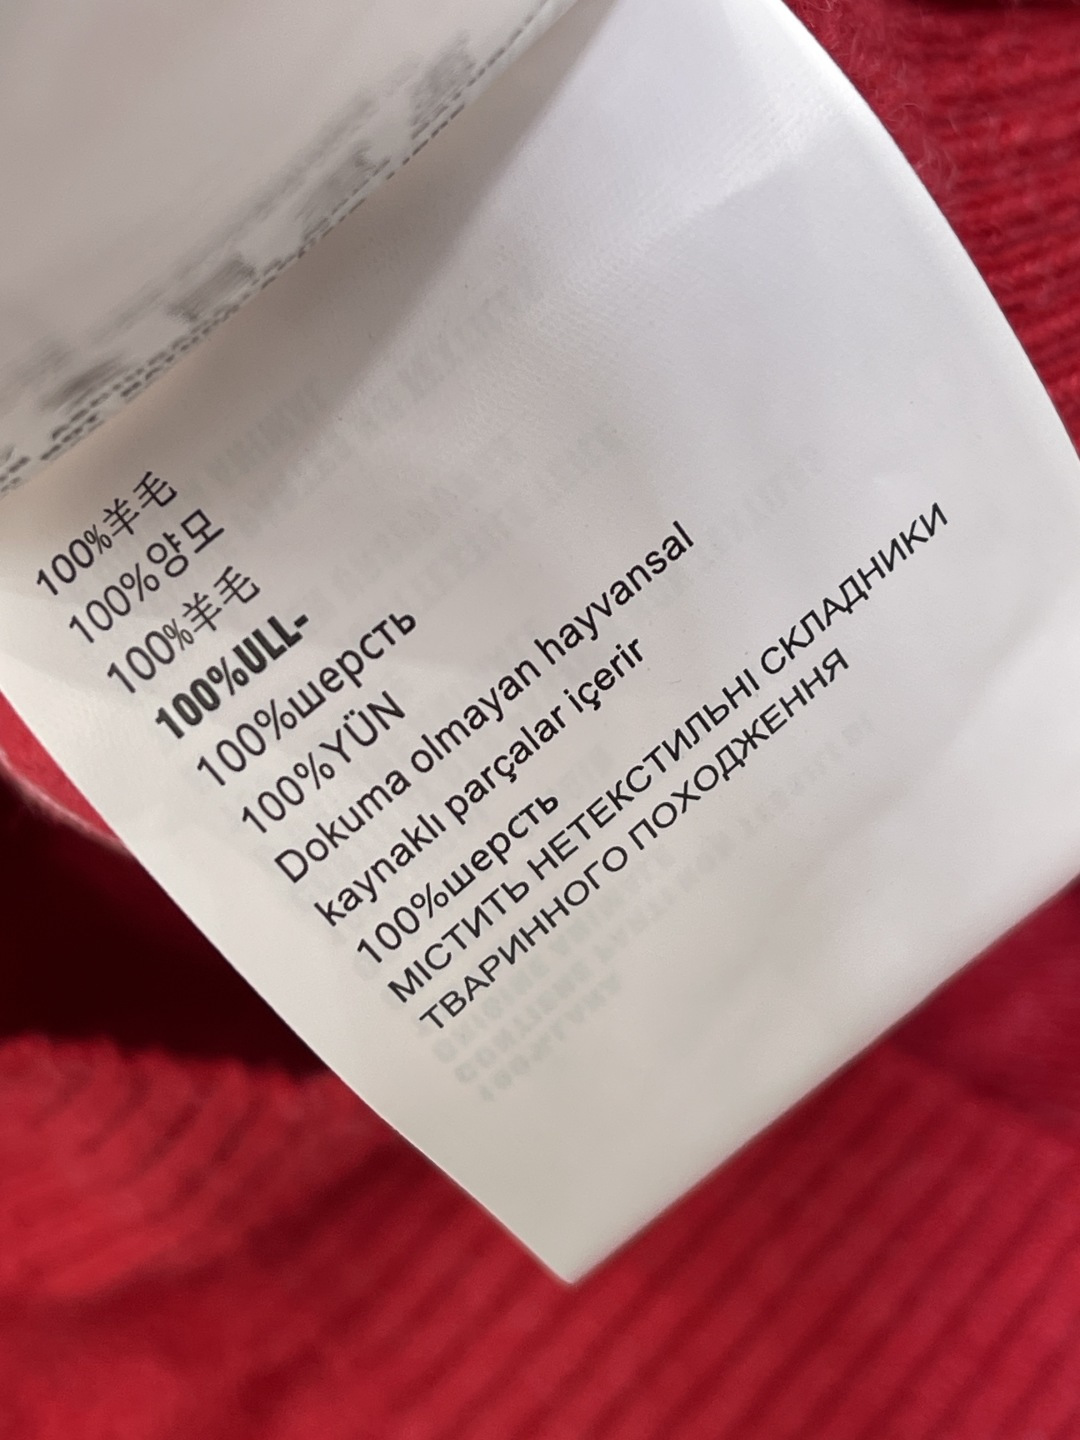 100%羊毛
100%양모
100%羊毛
100%ULL-
100%шерсть
100%YÜN
Dokuma olmayan hayvansal
kaynaklı parçalar içerir
100%шерсть
МІСТИТЬ НЕТЕКСТИЛЬНІ СКЛАДНИКИ
ТВАРИННОГО ПОХОДЖЕННЯ